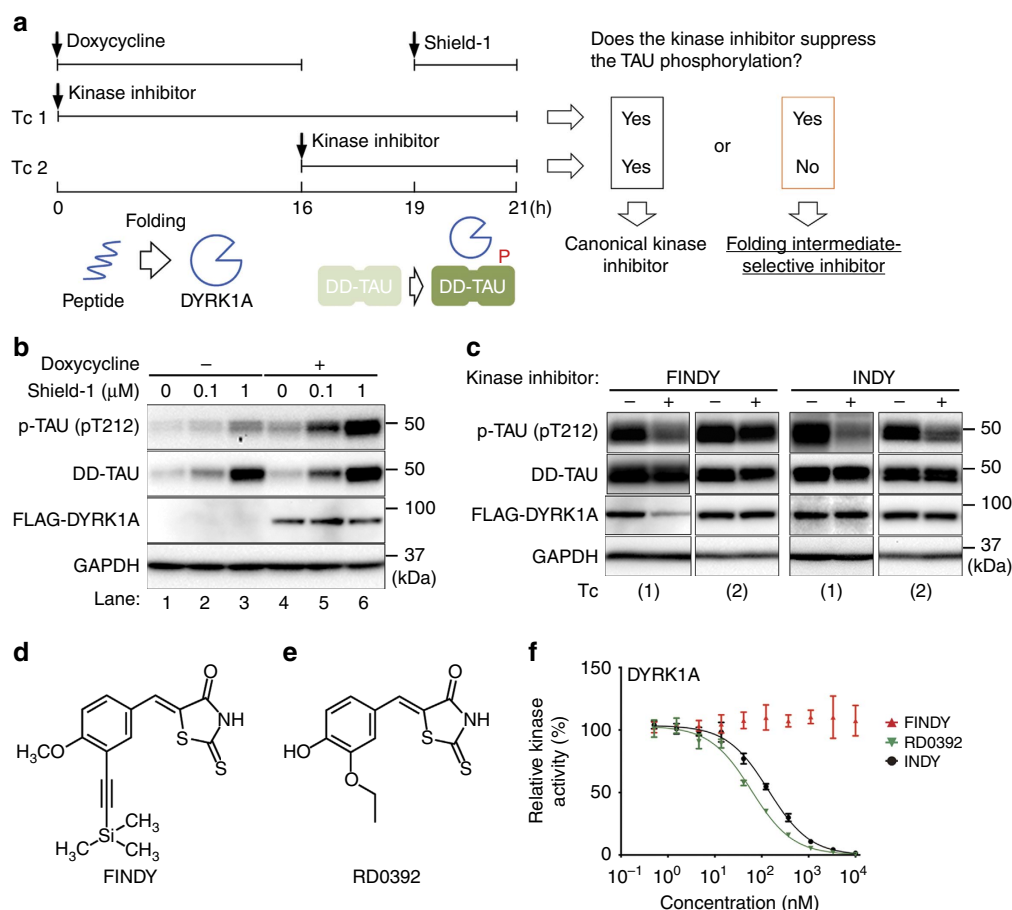 a
Doxycycline
Shield-1
Does the kinase inhibitor suppress
the TAU phosphorylation?
Kinase inhibitor
Tc 1
Yes
Yes
Kinase inhibitor
or
Tc 2
Yes
No
0
16
19
21(h)
Folding
P
DD-TAU
DD-TAU
Peptide
DYRK1A
Canonical kinase
inhibitor
Folding intermediate-
selective inhibitor
b
Doxycycline
–
+
Shield-1 (μM)
0
0.1
1
0
0.1
1
p-TAU (pT212)
50
DD-TAU
50
FLAG-DYRK1A
100
GAPDH
37
(kDa)
Lane:
1
2
3
4
5
6
c
Kinase inhibitor:
FINDY
INDY
–
+
–
+
–
+
–
+
p-TAU (pT212)
50
DD-TAU
50
FLAG-DYRK1A
100
GAPDH
37
(kDa)
Tc
(1)
(2)
(1)
(2)
d
O
NH
S
S
H3CO
Si
CH3
H3C
CH3
FINDY
e
O
NH
S
S
HO
O
RD0392
f
DYRK1A
Relative kinase
activity (%)
150
100
50
0
10⁻¹
10⁰
10¹
10²
10³
10⁴
Concentration (nM)
FINDY
RD0392
INDY